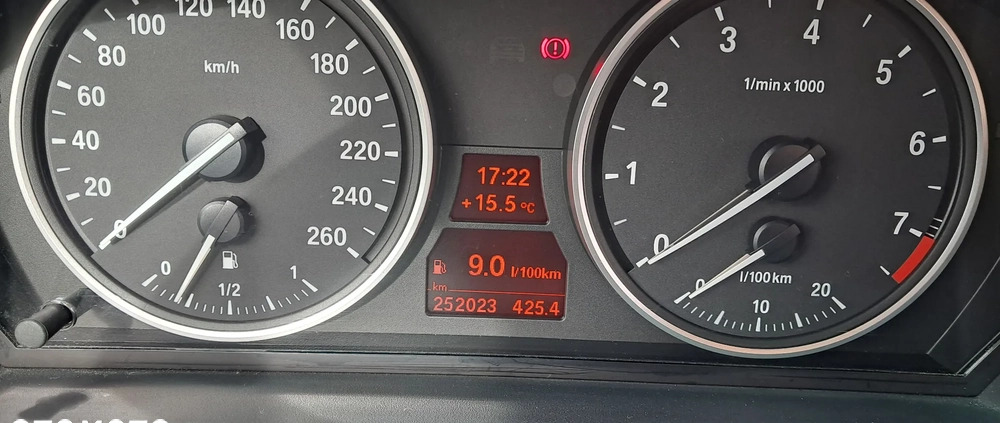 0 20 40 60 80 100 120 140 160 180 200 220 240 260
km/h
0 1/2 1
17:22
+15.5 °C
9.0 l/100km
km
252023 425.4
0 1 2 3 4 5 6 7
1/min x 1000
l/100km
0 10 20
OTOMOTO